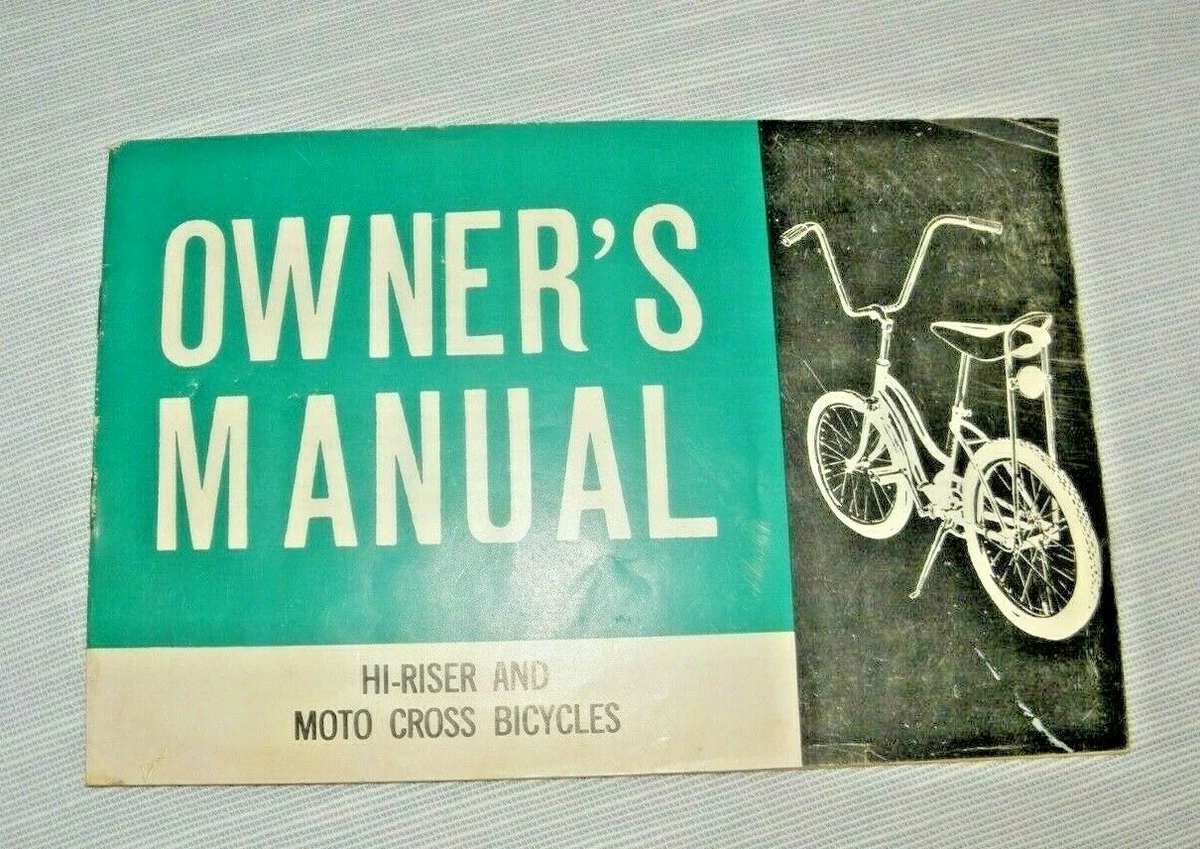 OWNER'S
MANUAL
HI-RISER AND
MOTO CROSS BICYCLES